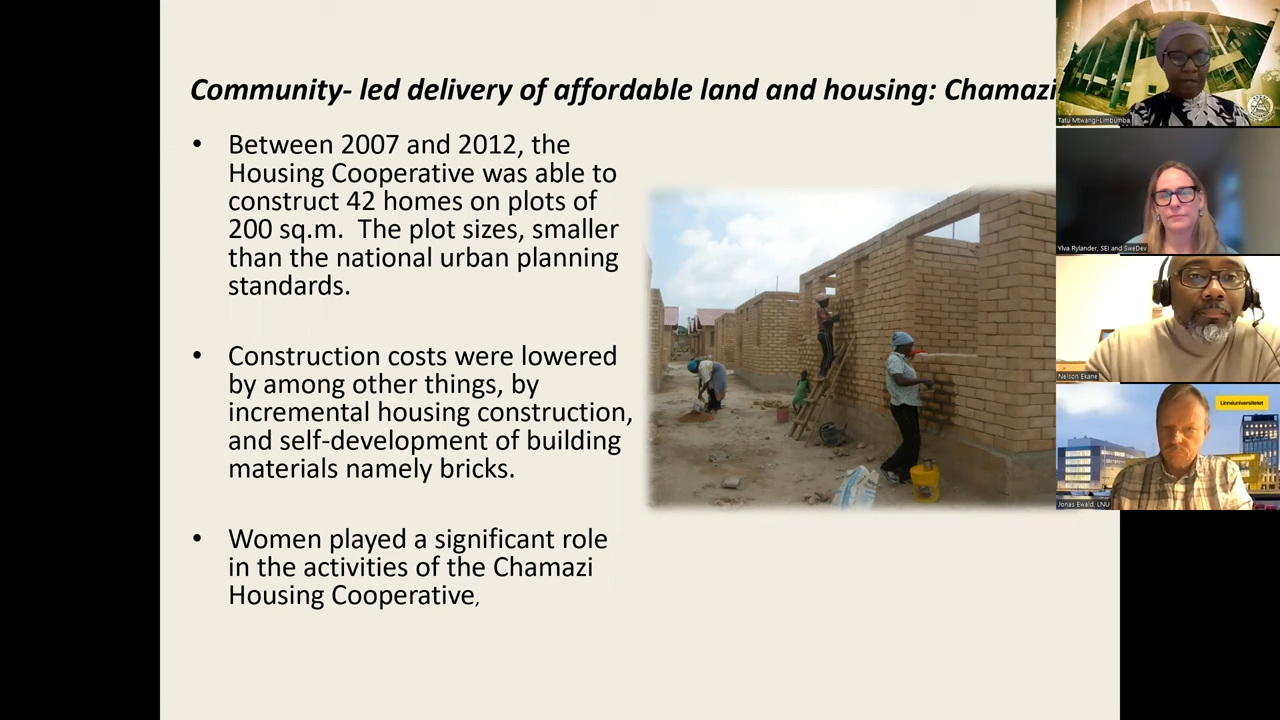 Community- led delivery of affordable land and housing: Chamazi
• Between 2007 and 2012, the
Housing Cooperative was able to
construct 42 homes on plots of
200 sq.m.  The plot sizes, smaller
than the national urban planning
standards.
• Construction costs were lowered
by among other things, by
incremental housing construction,
and self-development of building
materials namely bricks.
• Women played a significant role
in the activities of the Chamazi
Housing Cooperative,
Tatu Mtwangi-Limbumba
Ylva Rylander, SEI and SweDev
Nelson Ekane
Linnéuniversitetet
Jonas Ewald, LNU